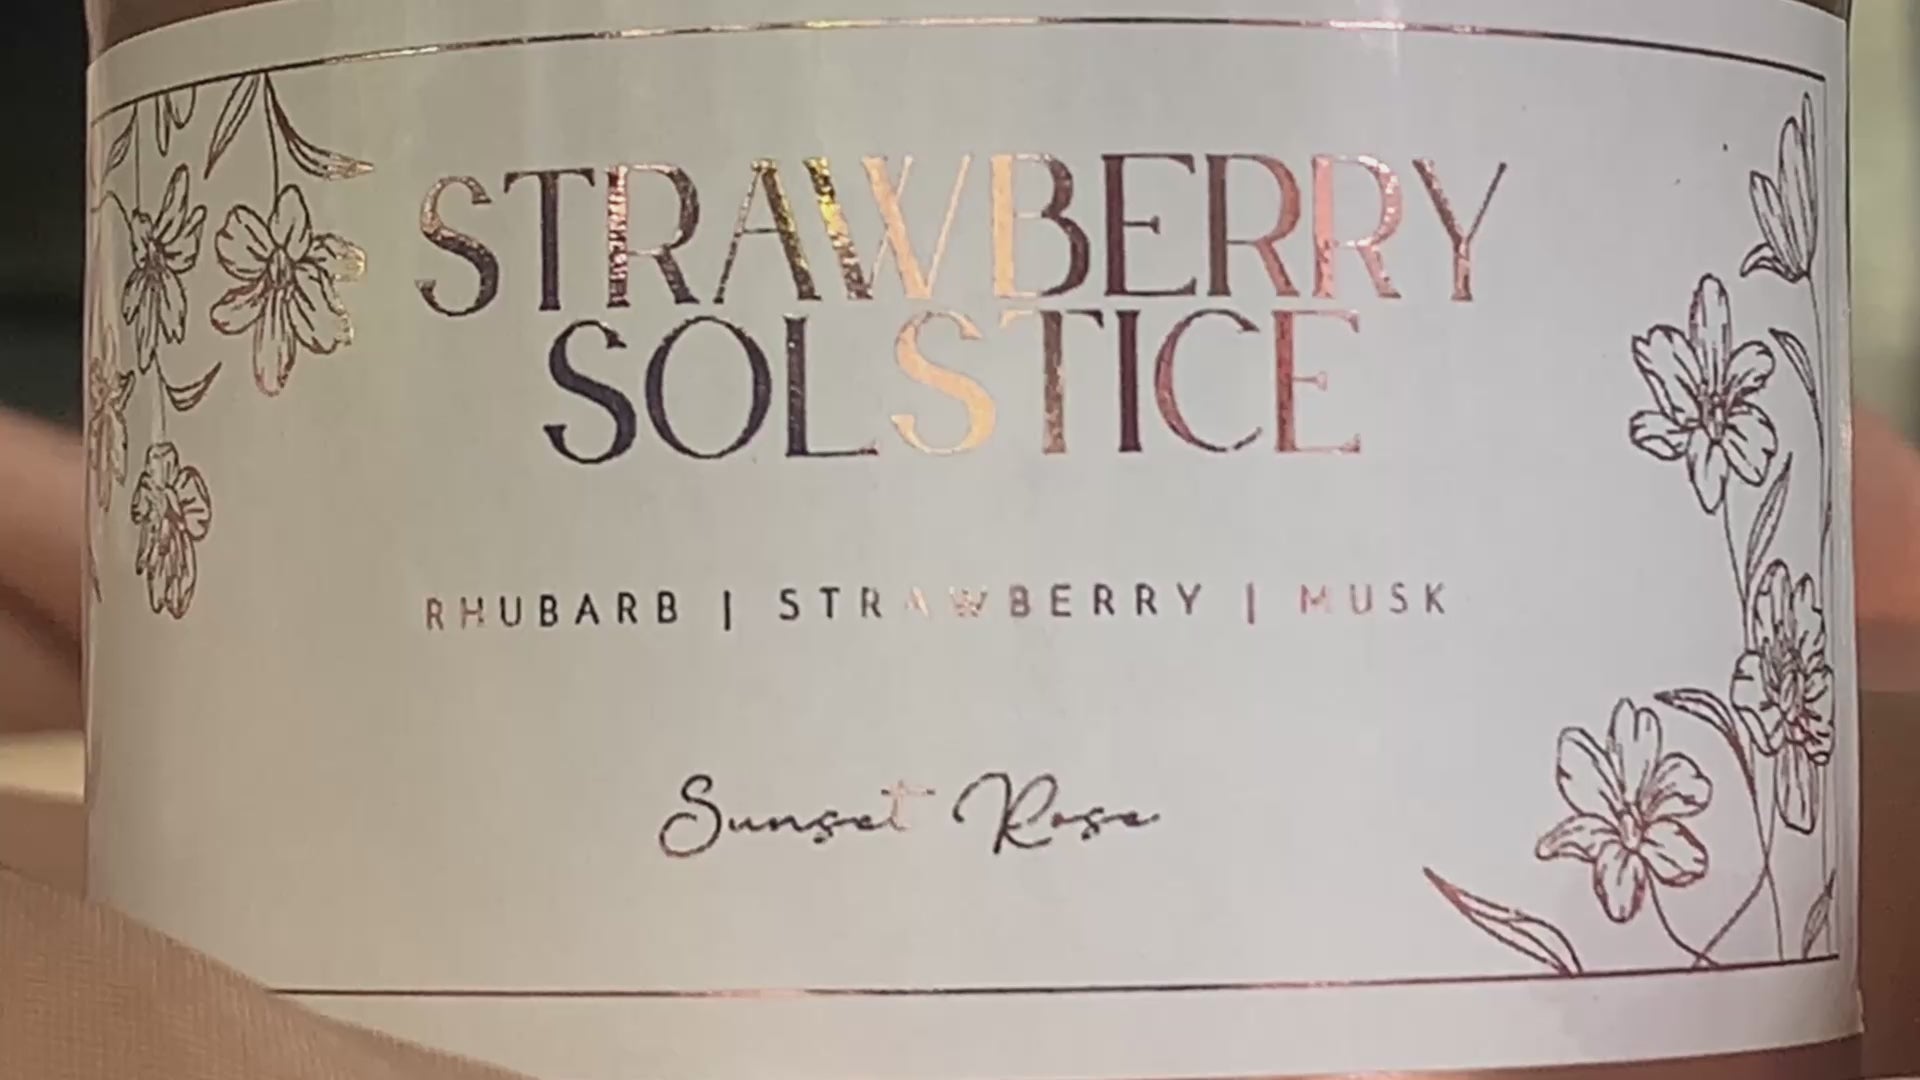 STRAWBERRY
SOLSTICE
RHUBARB | STRAWBERRY | MUSK
Sunset Rose